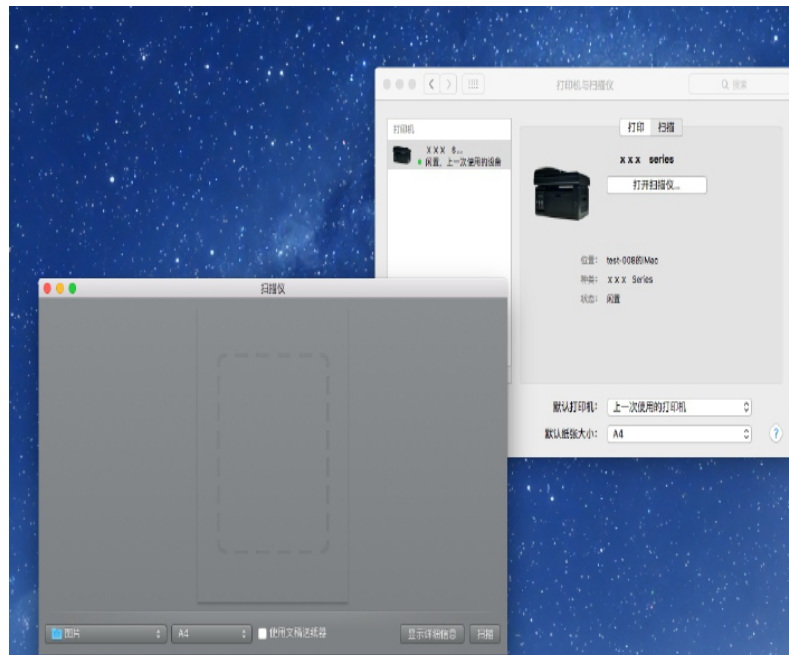 打印机与扫描仪
搜索
打印机
打印 扫描
x x x s...
闲置，上一次使用的设备
x x x series
打开扫描仪...
位置： test-008的iMac
种类： x x x Series
状态： 闲置
默认打印机： 上一次使用的打印机
默认纸张大小： A4
?
扫描仪
图片
A4
使用文稿送纸器
显示详细信息
扫描